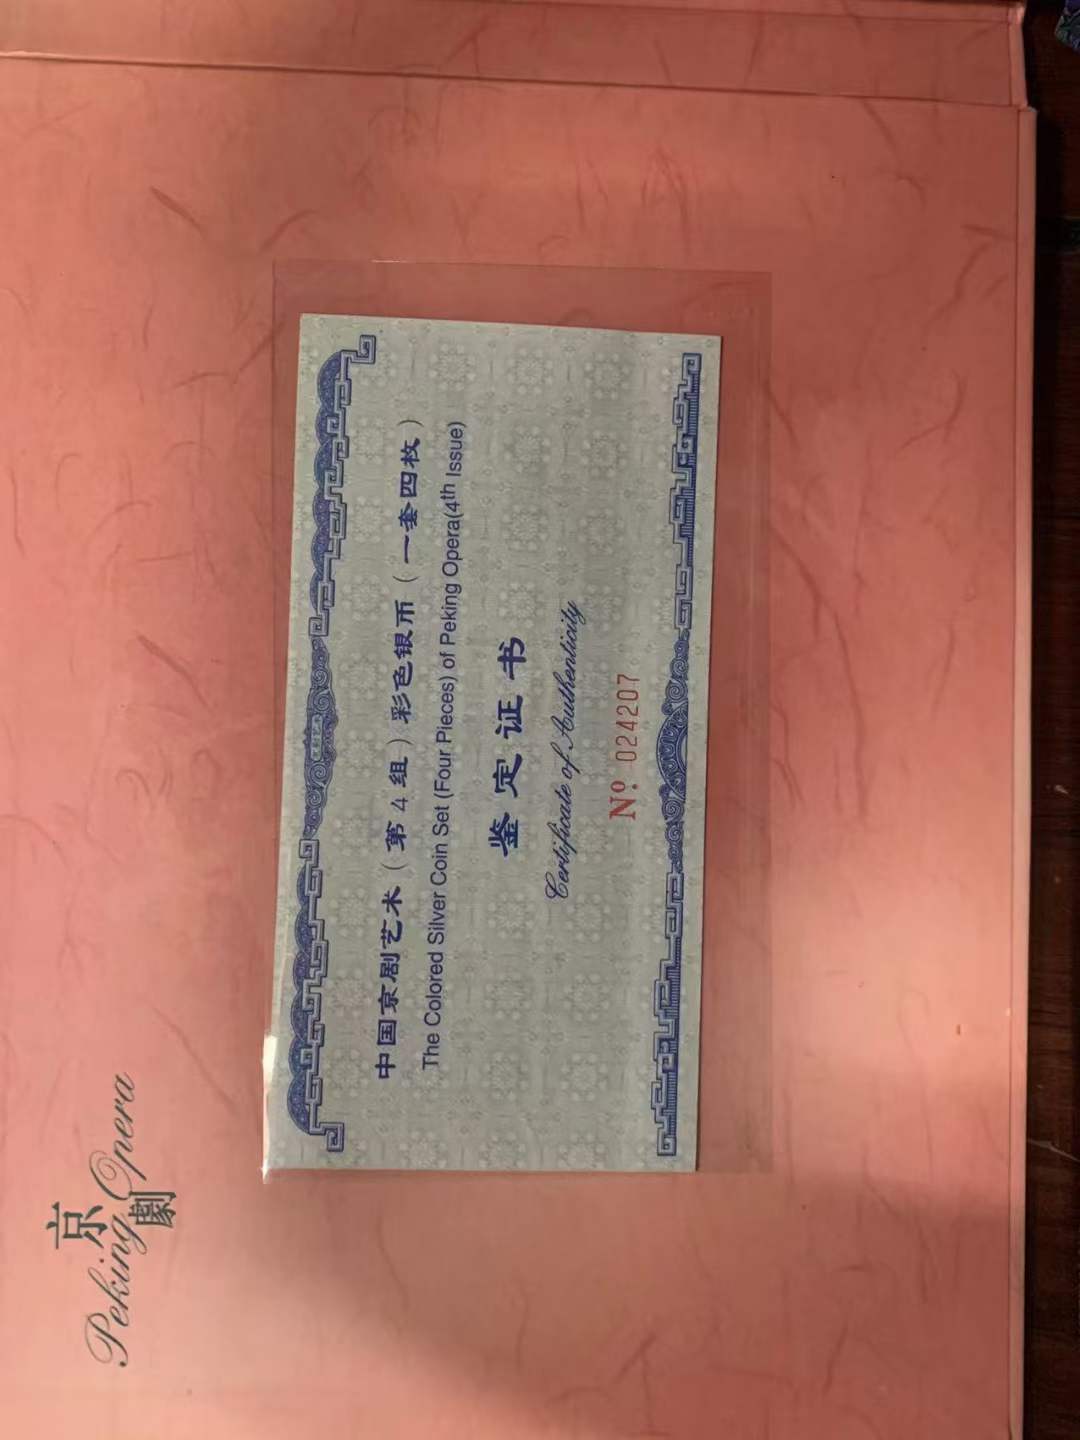 中国京剧艺术（第4组）彩色银币（一套四枚）
The Colored Silver Coin Set (Four Pieces) of Peking Opera(4th Issue)
鉴定证书
Certificate of Authenticity
Nº 024207
京劇
Peking Opera